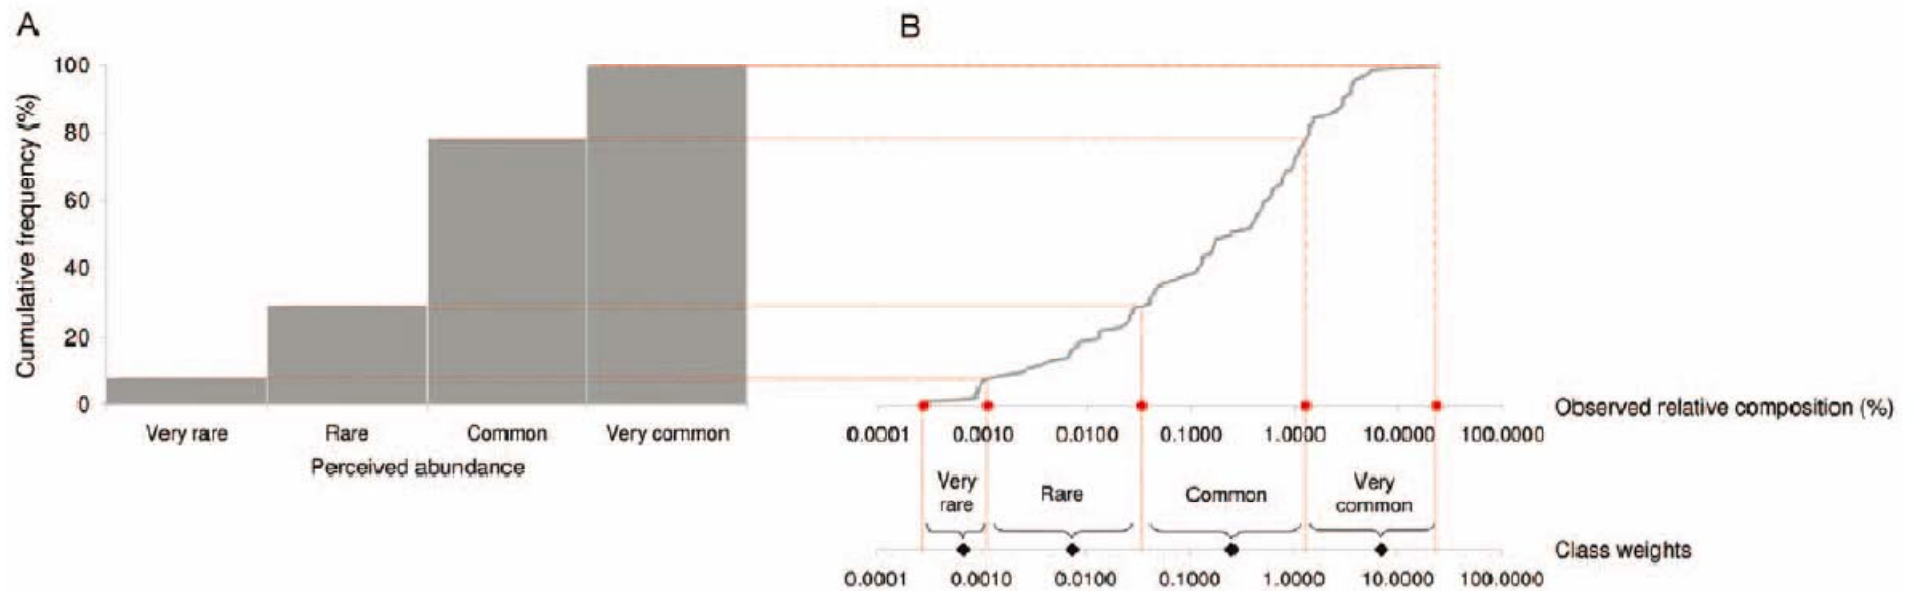 A
B
Cumulative frequency (%)
100
80
60
40
20
0
Very rare Rare Common Very common
Perceived abundance
0.0001 0.0010 0.0100 0.1000 1.0000 10.0000 100.0000
Observed relative composition (%)
Very
rare
Rare
Common
Very
common
Class weights
0.0001 0.0010 0.0100 0.1000 1.0000 10.0000 100.0000